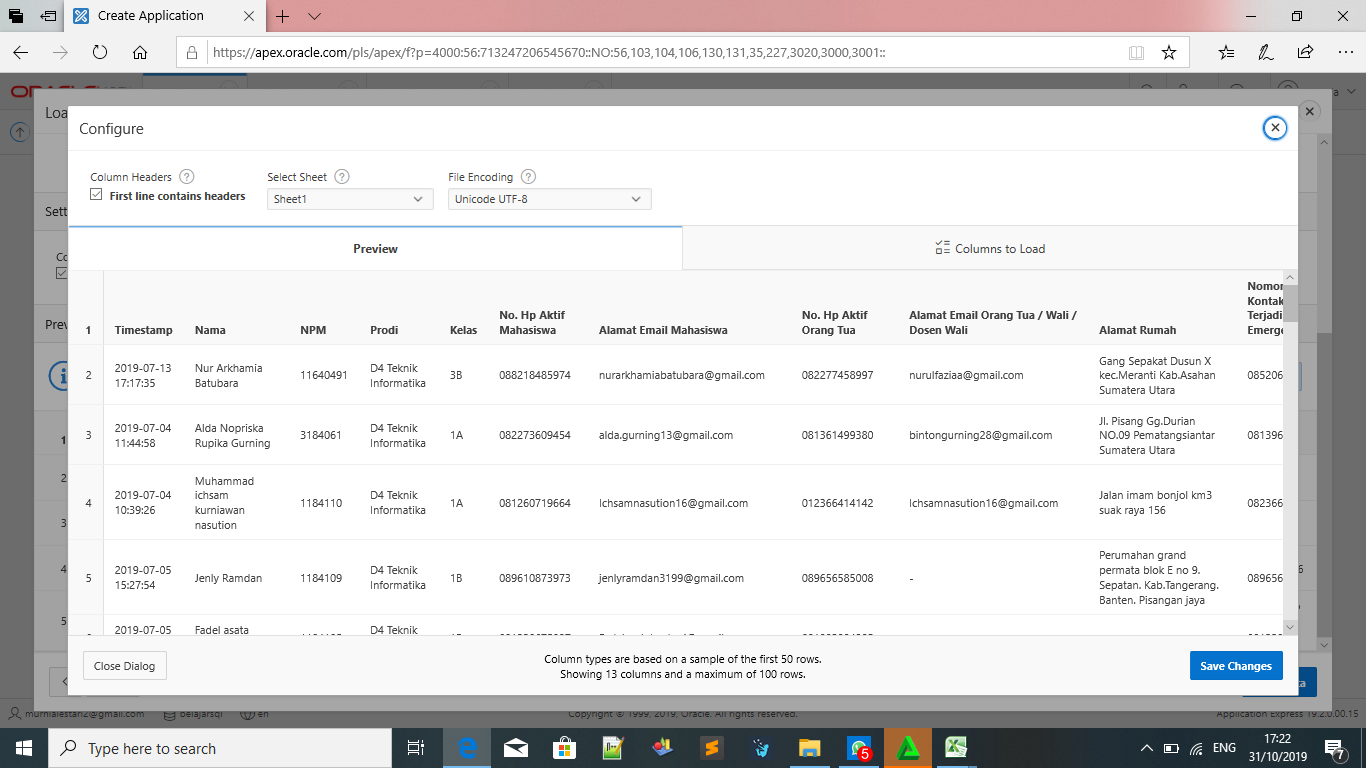 Create Application
https://apex.oracle.com/pls/apex/f?p=4000:56:713247206545670::NO:56,103,104,106,130,131,35,227,3020,3000,3001::
Configure
Column Headers
First line contains headers
Select Sheet
Sheet1
File Encoding
Unicode UTF-8
Preview
Columns to Load
1 Timestamp Nama NPM Prodi Kelas No. Hp Aktif Mahasiswa Alamat Email Mahasiswa No. Hp Aktif Orang Tua Alamat Email Orang Tua / Wali / Dosen Wali Alamat Rumah
2 2019-07-13 17:17:35 Nur Arkhamia Batubara 11640491 D4 Teknik Informatika 3B 088218485974 nurarkhamiabatubara@gmail.com 082277458997 nurulfaziaa@gmail.com Gang Sepakat Dusun X kec.Meranti Kab.Asahan Sumatera Utara 085206
3 2019-07-04 11:44:58 Alda Nopriska Rupika Gurning 3184061 D4 Teknik Informatika 1A 082273609454 alda.gurning13@gmail.com 081361499380 bintongurning28@gmail.com Jl. Pisang Gg.Durian NO.09 Pematangsiantar Sumatera Utara 081396
4 2019-07-04 10:39:26 Muhammad ichsam kurniawan nasution 1184110 D4 Teknik Informatika 1A 081260719664 Ichsamnasution16@gmail.com 012366414142 Ichsamnasution16@gmail.com Jalan imam bonjol km3 suak raya 156 082366
5 2019-07-05 15:27:54 Jenly Ramdan 1184109 D4 Teknik Informatika 1B 089610873973 jenlyramdan3199@gmail.com 089656585008 - Perumahan grand permata blok E no 9. Sepatan. Kab.Tangerang. Banten. Pisangan jaya 089656
2019-07-05 Fadel asata D4 Teknik
Close Dialog
Column types are based on a sample of the first 50 rows.
Showing 13 columns and a maximum of 100 rows.
Save Changes
murnialestari2@gmail.com belajarsql en
Copyright © 1999, 2019, Oracle. All rights reserved.
Application Express 19.2.0.00.15
Type here to search
5
ENG
17:22
31/10/2019
7